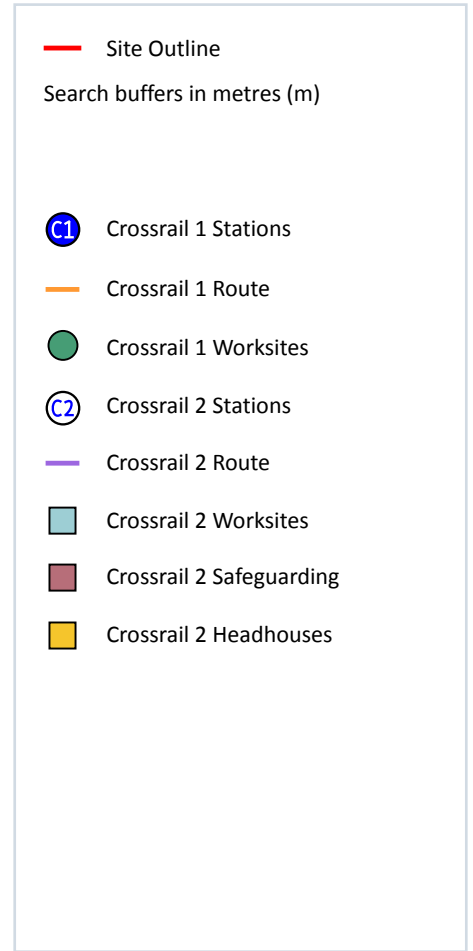 Site Outline
Search buffers in metres (m)
C1 Crossrail 1 Stations
Crossrail 1 Route
Crossrail 1 Worksites
C2 Crossrail 2 Stations
Crossrail 2 Route
Crossrail 2 Worksites
Crossrail 2 Safeguarding
Crossrail 2 Headhouses